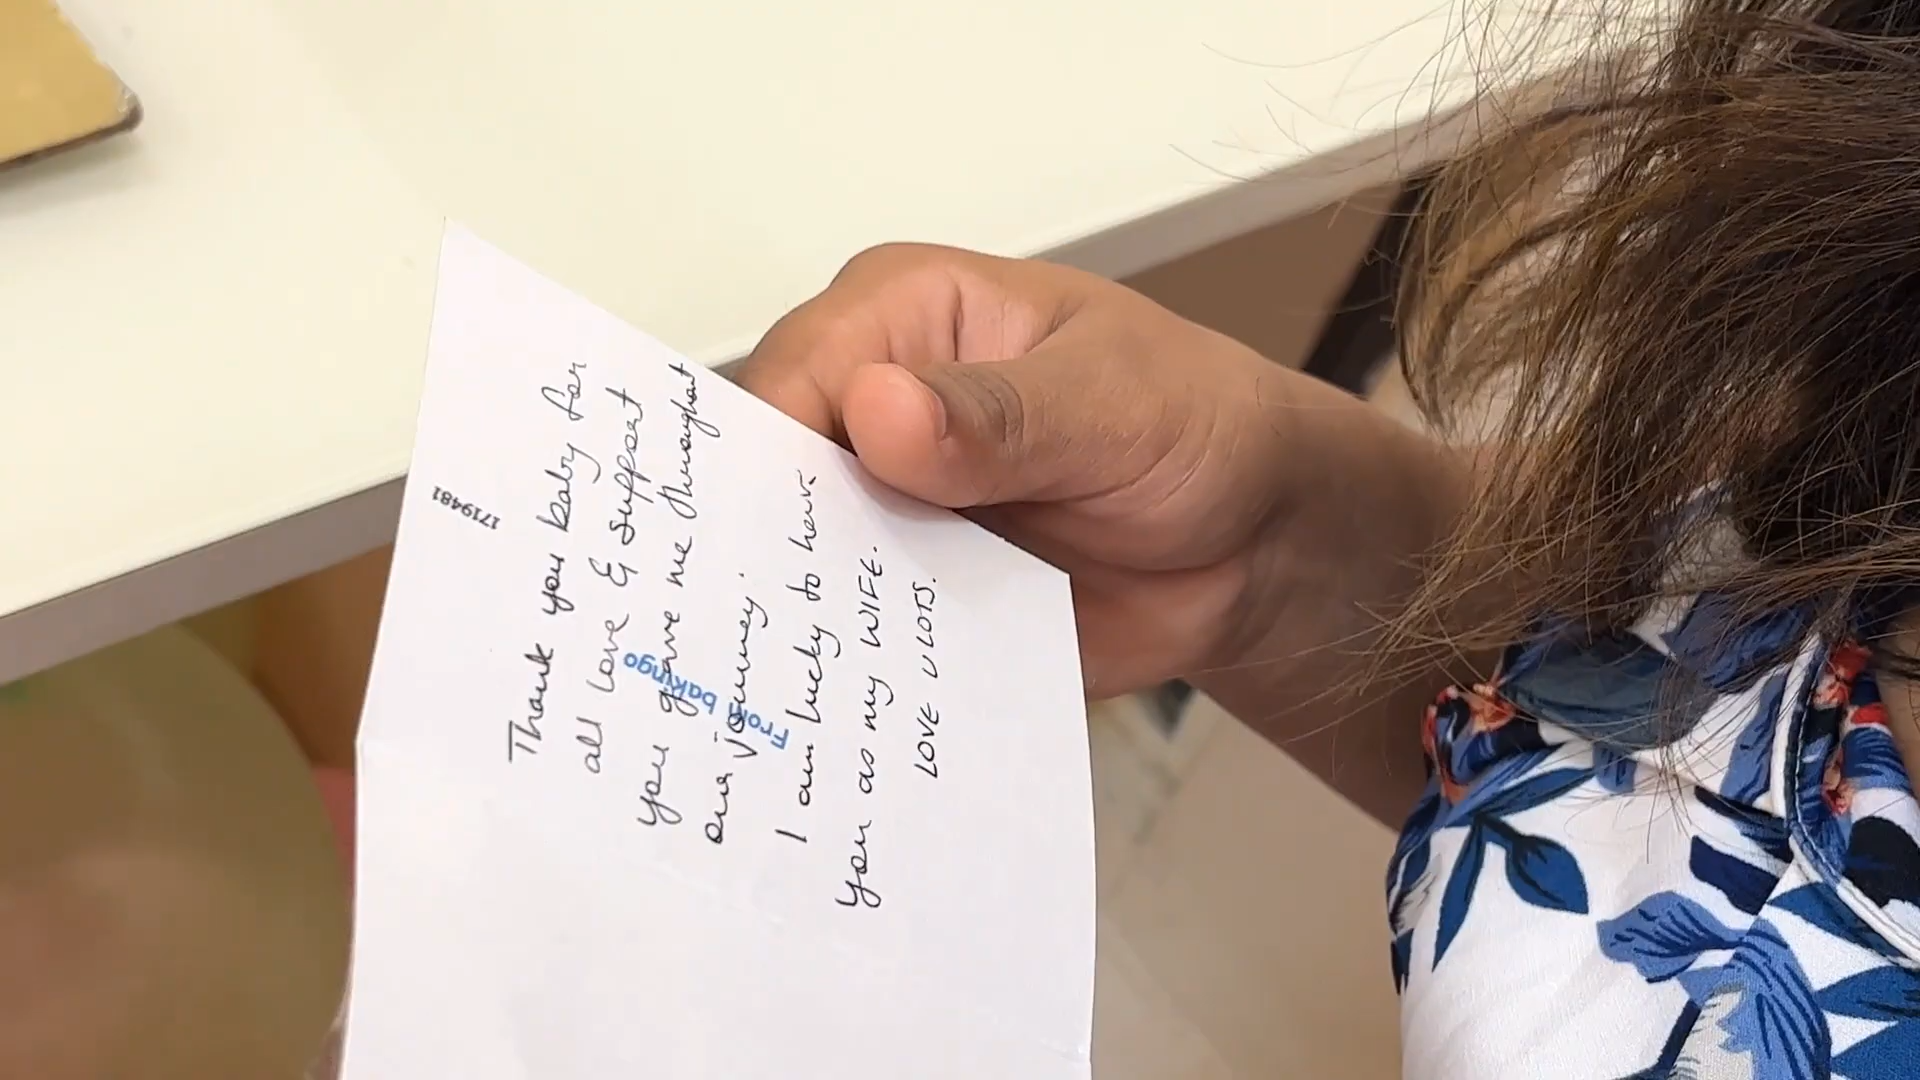 1719481
Thank you baby for
all love & support
you gave me throughout
our journey.
I am lucky to have
you as my WIFE.
LOVE U LOTS.
From bakingo